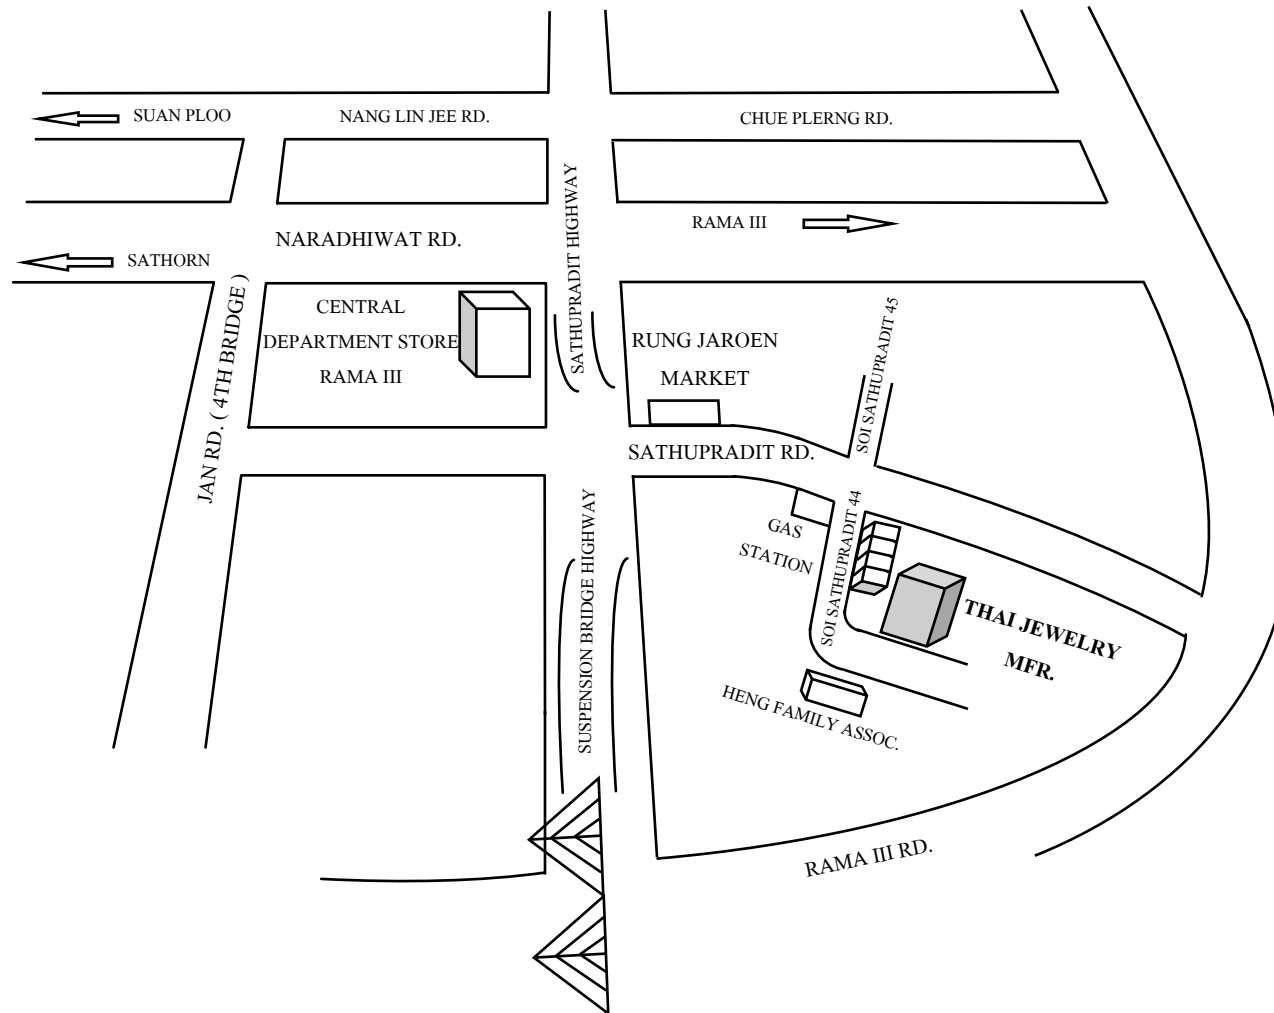 SUAN PLOO
NANG LIN JEE RD.
CHUE PLERNG RD.
SATHUPRADIT HIGHWAY
RAMA III
NARADHIWAT RD.
SATHORN
JAN RD. ( 4TH BRIDGE )
CENTRAL
DEPARTMENT STORE
RAMA III
RUNG JAROEN
MARKET
SOI SATHUPRADIT 45
SATHUPRADIT RD.
GAS
STATION
SOI SATHUPRADIT 44
SUSPENSION BRIDGE HIGHWAY
THAI JEWELRY
MFR.
HENG FAMILY ASSOC.
RAMA III RD.